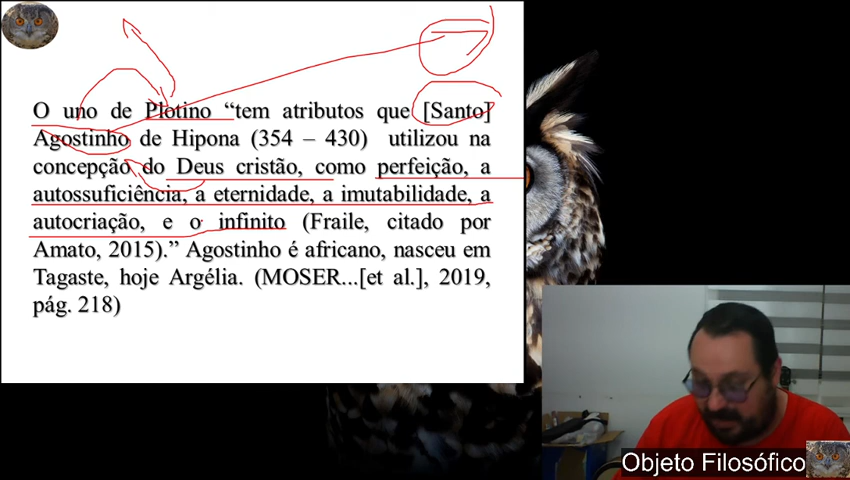 O uno de Plotino “tem atributos que [Santo]
Agostinho de Hipona (354 – 430) utilizou na
concepção do Deus cristão, como perfeição, a
autossuficiência, a eternidade, a imutabilidade, a
autocriação, e o infinito (Fraile, citado por
Amato, 2015).” Agostinho é africano, nasceu em
Tagaste, hoje Argélia. (MOSER...[et al.], 2019,
pág. 218)
Objeto Filosófico